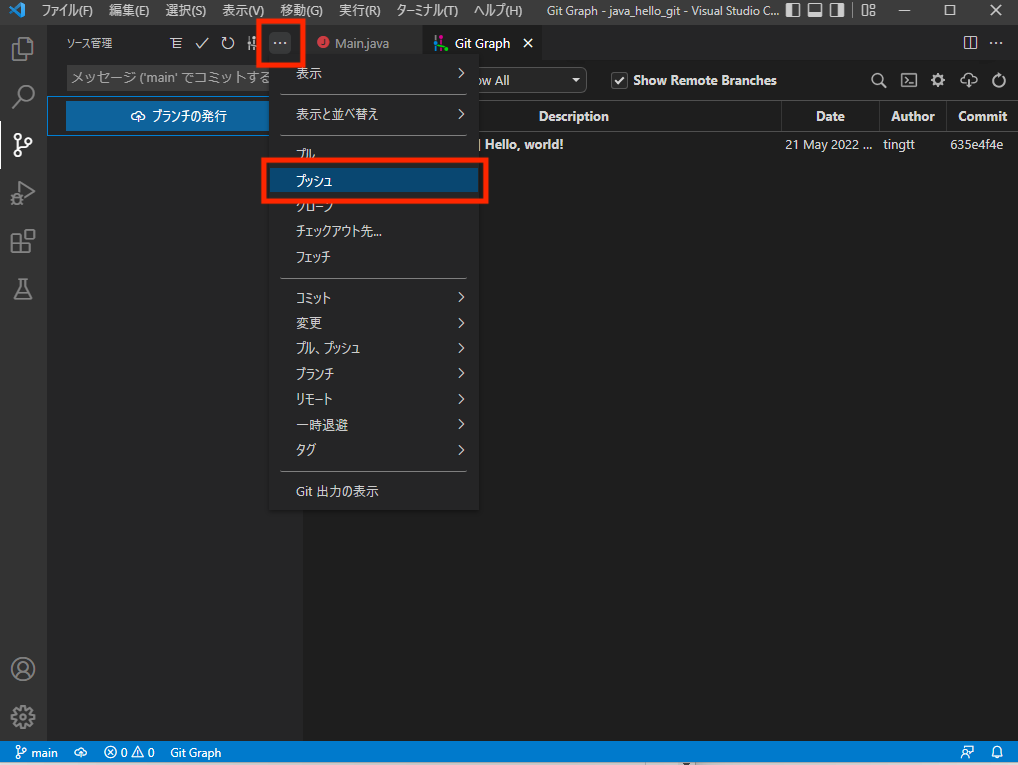 ファイル(F) 編集(E) 選択(S) 表示(V) 移動(G) 実行(R) ターミナル(T) ヘルプ(H) Git Graph - java_hello_git - Visual Studio C...
ソース管理
Main.java
Git Graph
メッセージ ('main' でコミットする
ow All
Show Remote Branches
ブランチの発行
Description Date Author Commit
Hello, world! 21 May 2022 ... tingtt 635e4f4e
表示
表示と並べ替え
プル
プッシュ
クローン
チェックアウト先...
フェッチ
コミット
変更
プル、プッシュ
ブランチ
リモート
一時退避
タグ
Git 出力の表示
main 0 0 Git Graph